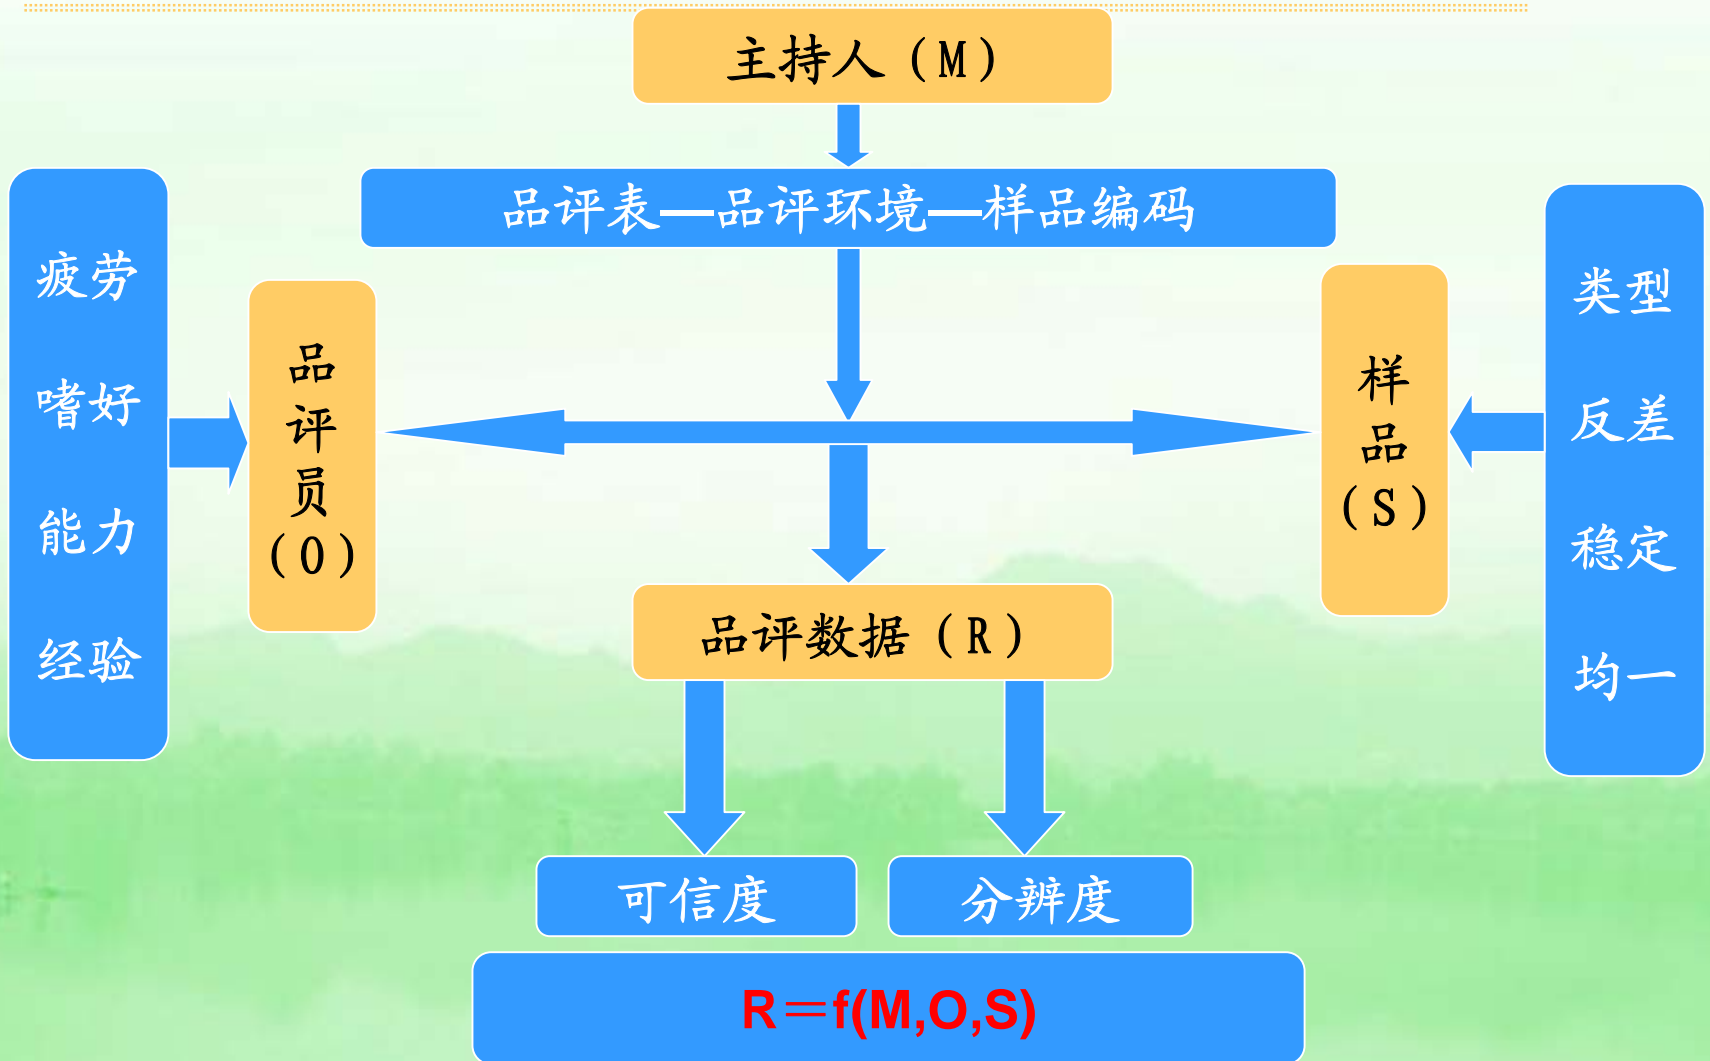 主持人（M）
品评表—品评环境—样品编码
疲劳
嗜好
能力
经验
品
评
员
（O）
样
品
（S）
类型
反差
稳定
均一
品评数据（R）
可信度
分辨度
R＝f(M,O,S)